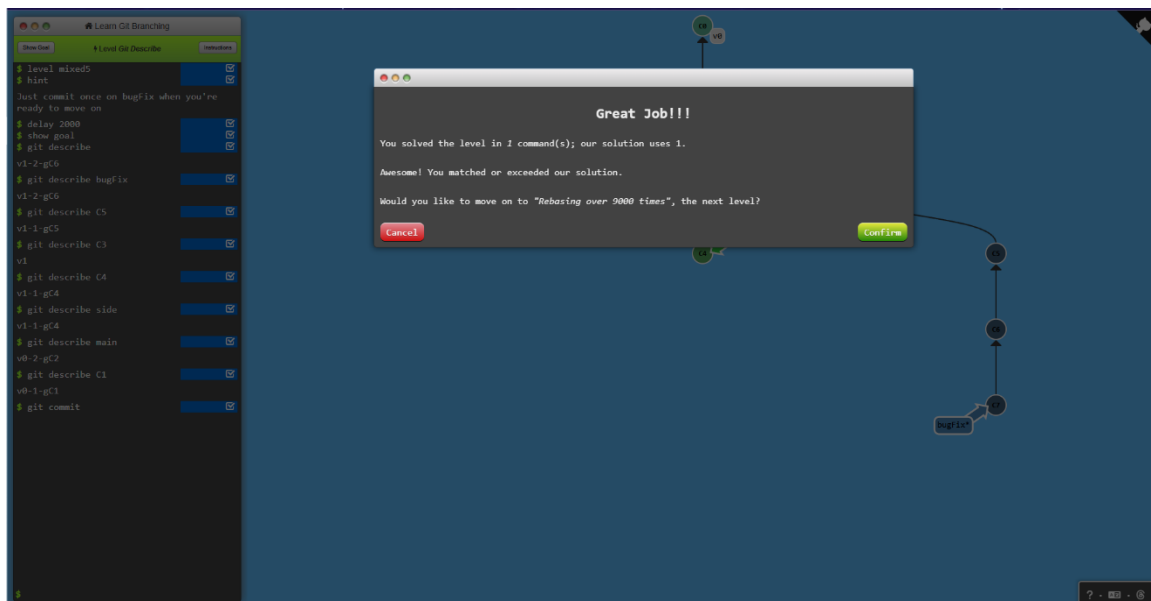 Learn Git Branching
Show Goal
Level Git Describe
Instructions
$ level mixed5
$ hint
Just commit once on bugFix when you're
ready to move on
$ delay 2000
$ show goal
$ git describe
v1-2-gC6
$ git describe bugFix
v1-2-gC6
$ git describe C5
v1-1-gC5
$ git describe C3
v1
$ git describe C4
v1-1-gC4
$ git describe side
v1-1-gC4
$ git describe main
v0-2-gC2
$ git describe C1
v0-1-gC1
$ git commit
$
C0
v0
Great Job!!!
You solved the level in 1 command(s); our solution uses 1.
Awesome! You matched or exceeded our solution.
Would you like to move on to "Rebasing over 9000 times", the next level?
Cancel
Confirm
C4
C5
C6
C7
bugFix*
?